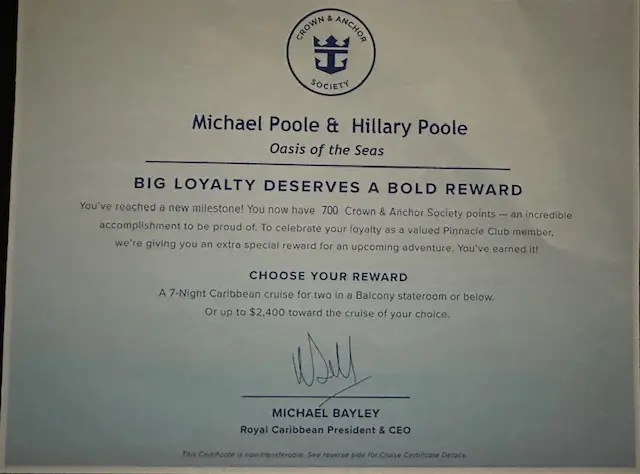 CROWN & ANCHOR
SOCIETY
Michael Poole & Hillary Poole
Oasis of the Seas
BIG LOYALTY DESERVES A BOLD REWARD
You've reached a new milestone! You now have 700 Crown & Anchor Society points — an incredible
accomplishment to be proud of. To celebrate your loyalty as a valued Pinnacle Club member,
we're giving you an extra special reward for an upcoming adventure. You've earned it!
CHOOSE YOUR REWARD
A 7-Night Caribbean cruise for two in a Balcony stateroom or below.
Or up to $2,400 toward the cruise of your choice.
MICHAEL BAYLEY
Royal Caribbean President & CEO
This Certificate is non-transferable. See reverse side for Cruise Certificate Details.